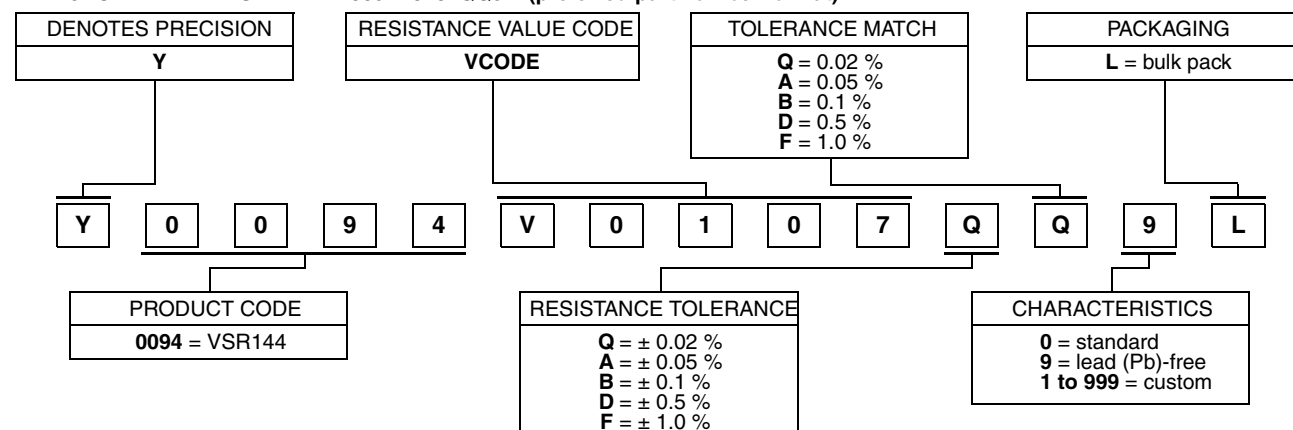 DENOTES PRECISION
Y
RESISTANCE VALUE CODE
VCODE
TOLERANCE MATCH
Q = 0.02 %
A = 0.05 %
B = 0.1 %
D = 0.5 %
F = 1.0 %
PACKAGING
L = bulk pack
Y 0 0 9 4 V 0 1 0 7 Q Q 9 L
PRODUCT CODE
0094 = VSR144
RESISTANCE TOLERANCE
Q = ± 0.02 %
A = ± 0.05 %
B = ± 0.1 %
D = ± 0.5 %
F = ± 1.0 %
CHARACTERISTICS
0 = standard
9 = lead (Pb)-free
1 to 999 = custom